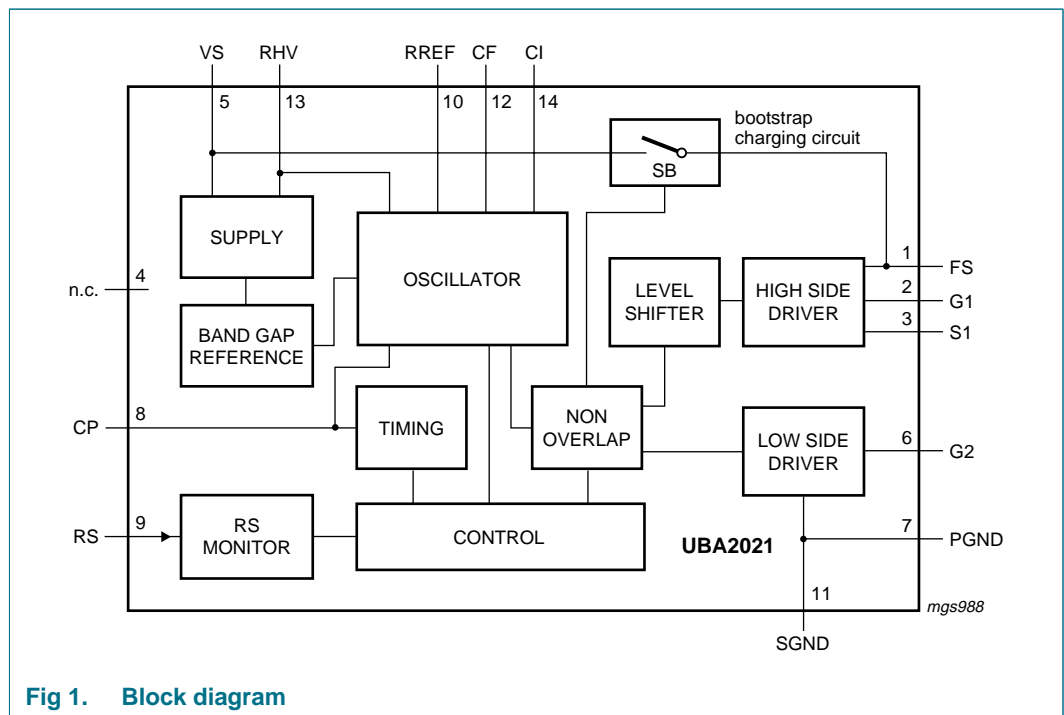 VS RHV RREF CF CI
5 13 10 12 14
bootstrap
charging circuit
SB
SUPPLY
OSCILLATOR
1
FS
4
n.c.
LEVEL
SHIFTER
HIGH SIDE
DRIVER
2
G1
3
S1
BAND GAP
REFERENCE
8
CP
TIMING
NON
OVERLAP
LOW SIDE
DRIVER
6
G2
9
RS
RS
MONITOR
CONTROL
UBA2021
7
PGND
11
mgs988
SGND
Fig 1. Block diagram